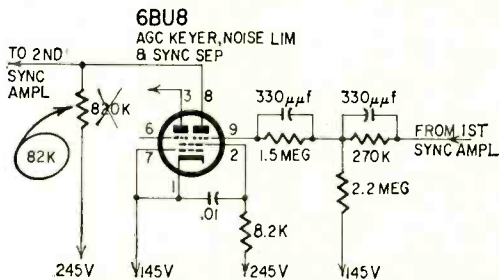 6BU8
AGC KEYER, NOISE LIM
& SYNC SEP
TO 2ND
SYNC
AMPL
3
8
820K
82K
6
7
9
2
1
330μμf
1.5 MEG
330μμf
270K
FROM 1ST
SYNC AMPL
2.2 MEG
.01
8.2K
245V
145V
245V
145V